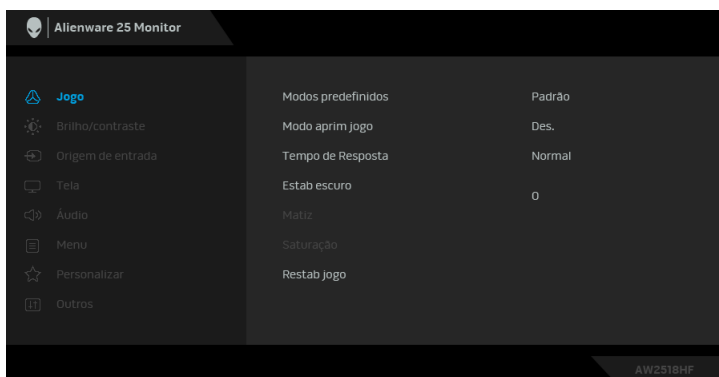 Alienware 25 Monitor
Jogo
Modos predefinidos Padrão
Brilho/contraste
Modo aprim jogo Des.
Origem de entrada
Tempo de Resposta Normal
Tela
Estab escuro 0
Áudio
Matiz
Menu
Saturação
Personalizar
Restab jogo
Outros
AW2518HF